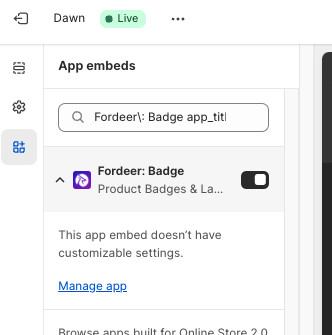 Dawn
Live
App embeds
Fordeer\: Badge app_titl
Fordeer: Badge
Product Badges & La...
This app embed doesn't have
customizable settings.
Manage app
Browse apps built for Online Store 2.0